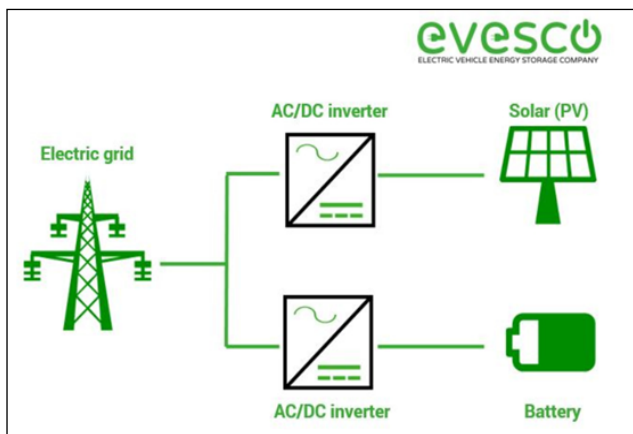 evesco
ELECTRIC VEHICLE ENERGY STORAGE COMPANY
AC/DC inverter
Solar (PV)
Electric grid
AC/DC inverter
Battery